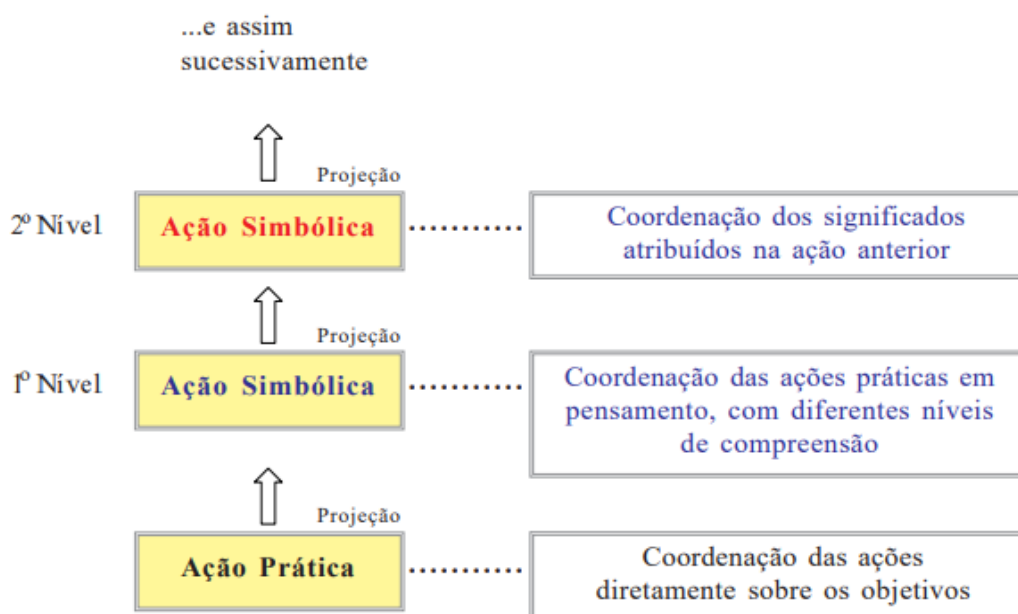 ...e assim
sucessivamente
Projeção
2º Nível
Ação Simbólica
Coordenação dos significados
atribuídos na ação anterior
Projeção
1º Nível
Ação Simbólica
Coordenação das ações práticas em
pensamento, com diferentes níveis
de compreensão
Projeção
Ação Prática
Coordenação das ações
diretamente sobre os objetivos